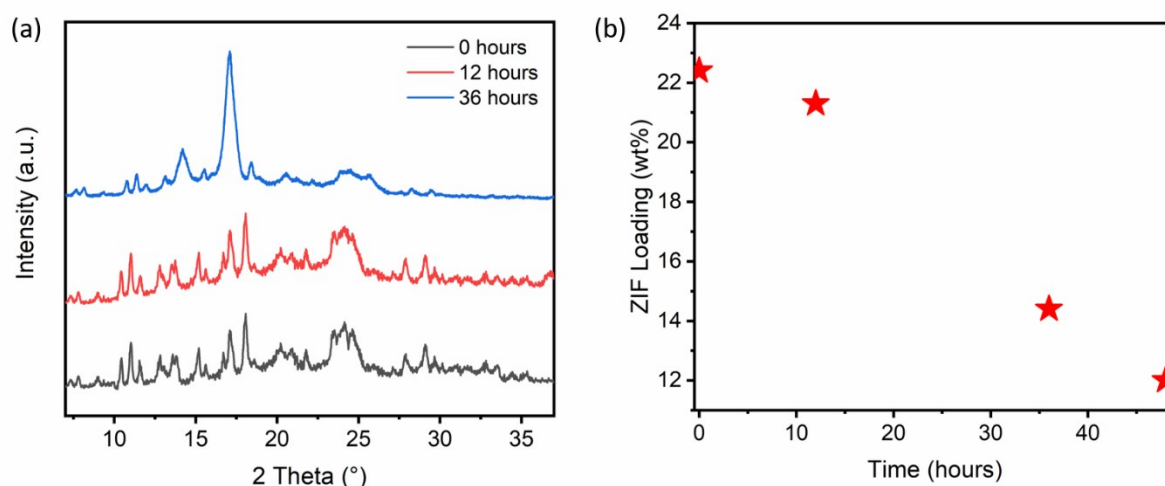 (a)
0 hours
12 hours
36 hours
Intensity (a.u.)
10 15 20 25 30 35
2 Theta (°)
(b)
24
22
20
18
16
14
12
ZIF Loading (wt%)
0 10 20 30 40
Time (hours)